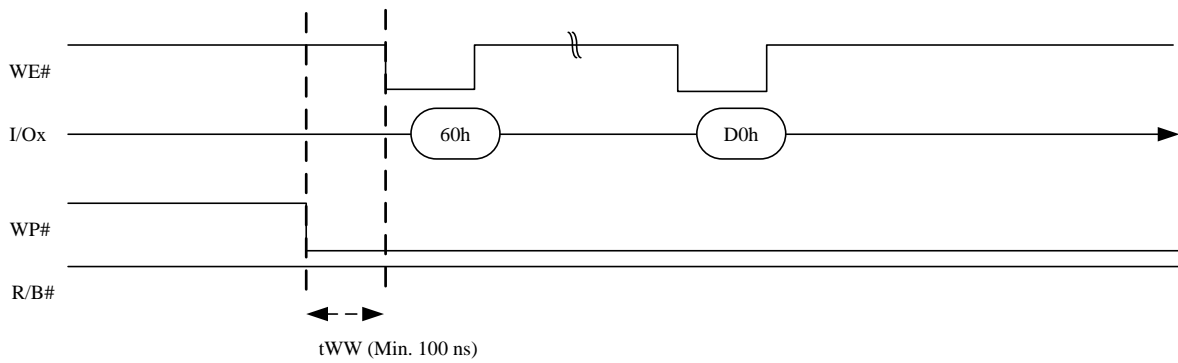 WE#
I/Ox
60h
D0h
WP#
R/B#
tWW (Min. 100 ns)